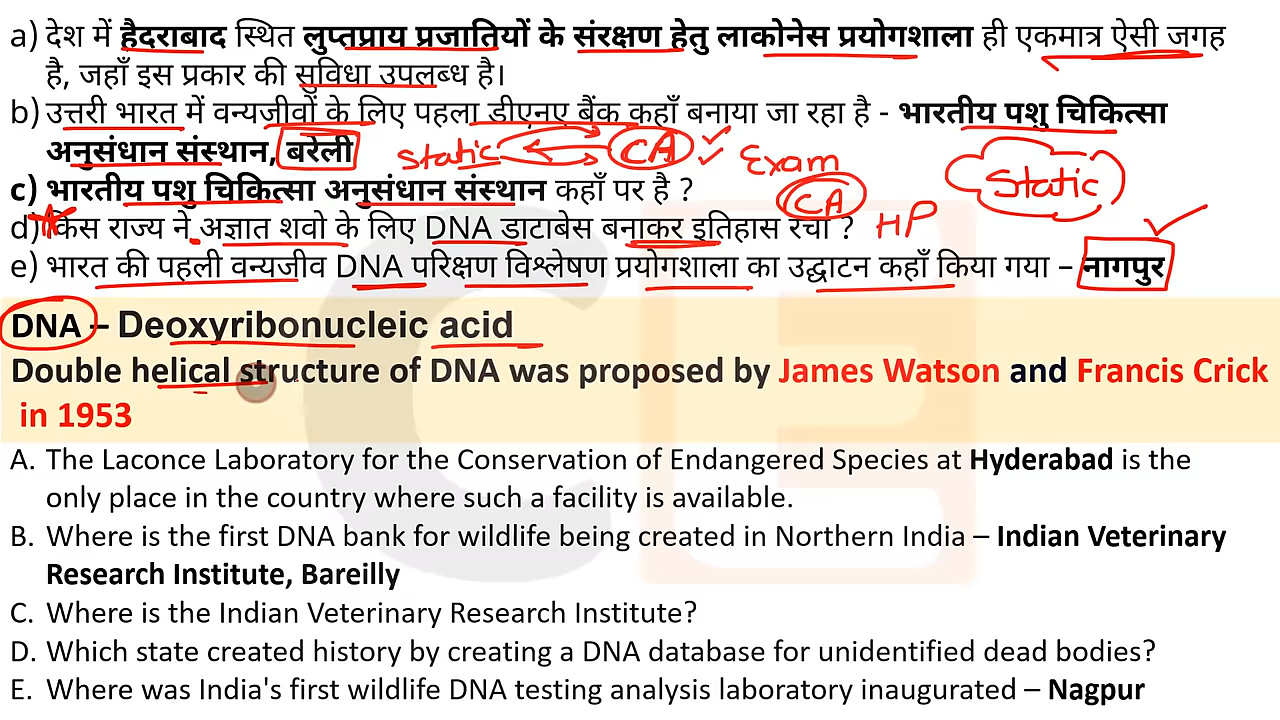 a) देश में हैदराबाद स्थित लुप्तप्राय प्रजातियों के संरक्षण हेतु लाकोनेस प्रयोगशाला ही एकमात्र ऐसी जगह
है, जहाँ इस प्रकार की सुविधा उपलब्ध है।
b) उत्तरी भारत में वन्यजीवों के लिए पहला डीएनए बैंक कहाँ बनाया जा रहा है - भारतीय पशु चिकित्सा
अनुसंधान संस्थान, बरेली
Static CA Exam
c) भारतीय पशु चिकित्सा अनुसंधान संस्थान कहाँ पर है ?
CA Static
d) किस राज्य ने अज्ञात शवो के लिए DNA डाटाबेस बनाकर इतिहास रचा ? HP
e) भारत की पहली वन्यजीव DNA परिक्षण विश्लेषण प्रयोगशाला का उद्घाटन कहाँ किया गया – नागपुर
DNA – Deoxyribonucleic acid
Double helical structure of DNA was proposed by James Watson and Francis Crick
in 1953
A. The Laconce Laboratory for the Conservation of Endangered Species at Hyderabad is the
only place in the country where such a facility is available.
B. Where is the first DNA bank for wildlife being created in Northern India – Indian Veterinary
Research Institute, Bareilly
C. Where is the Indian Veterinary Research Institute?
D. Which state created history by creating a DNA database for unidentified dead bodies?
E. Where was India's first wildlife DNA testing analysis laboratory inaugurated – Nagpur